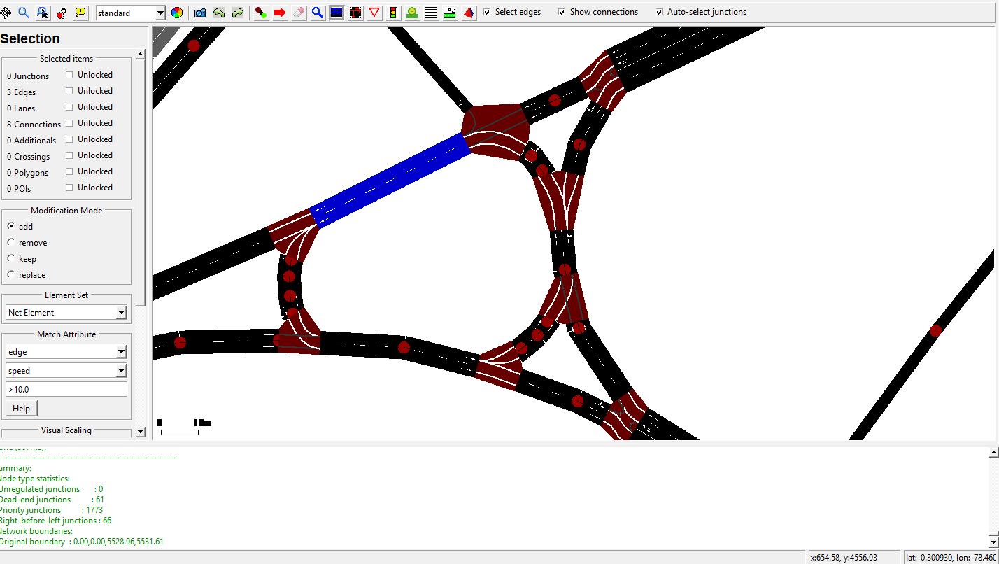 standard
TAZ
Select edges
Show connections
Auto-select junctions
Selection
Selected items
0 Junctions Unlocked
3 Edges Unlocked
0 Lanes Unlocked
8 Connections Unlocked
0 Additionals Unlocked
0 Crossings Unlocked
0 Polygons Unlocked
0 POIs Unlocked
Modification Mode
add
remove
keep
replace
Element Set
Net Element
Match Attribute
edge
speed
>10.0
Help
Visual Scaling
----------------------------------------------------
ummary:
Node type statistics:
Unregulated junctions : 0
Dead-end junctions : 61
Priority junctions : 1773
Right-before-left junctions : 66
Network boundaries:
Original boundary : 0.00,0.00,5528.96,5531.61
x:654.58, y:4556.93
lat:-0.300930, lon:-78.460